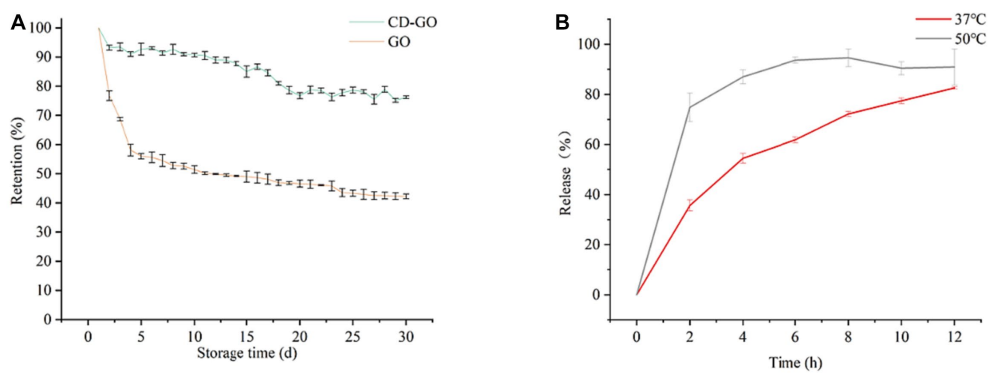 A
CD-GO
GO
100
90
80
70
60
50
40
30
20
10
0
Retention (%)
0 5 10 15 20 25 30
Storage time (d)
B
37℃
50℃
100
80
60
40
20
0
Release (%)
0 2 4 6 8 10 12
Time (h)